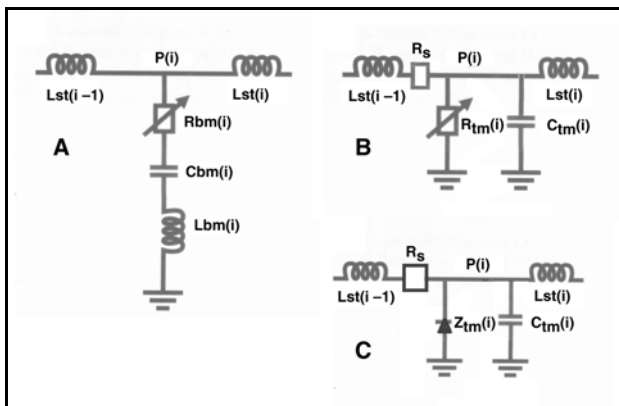 P(i)
Lst(i –1)
Lst(i)
Rbm(i)
A
Cbm(i)
Lbm(i)
Rs
P(i)
Lst(i –1)
Lst(i)
Rtm(i)
Ctm(i)
B
Rs
P(i)
Lst(i –1)
Lst(i)
Ztm(i)
Ctm(i)
C